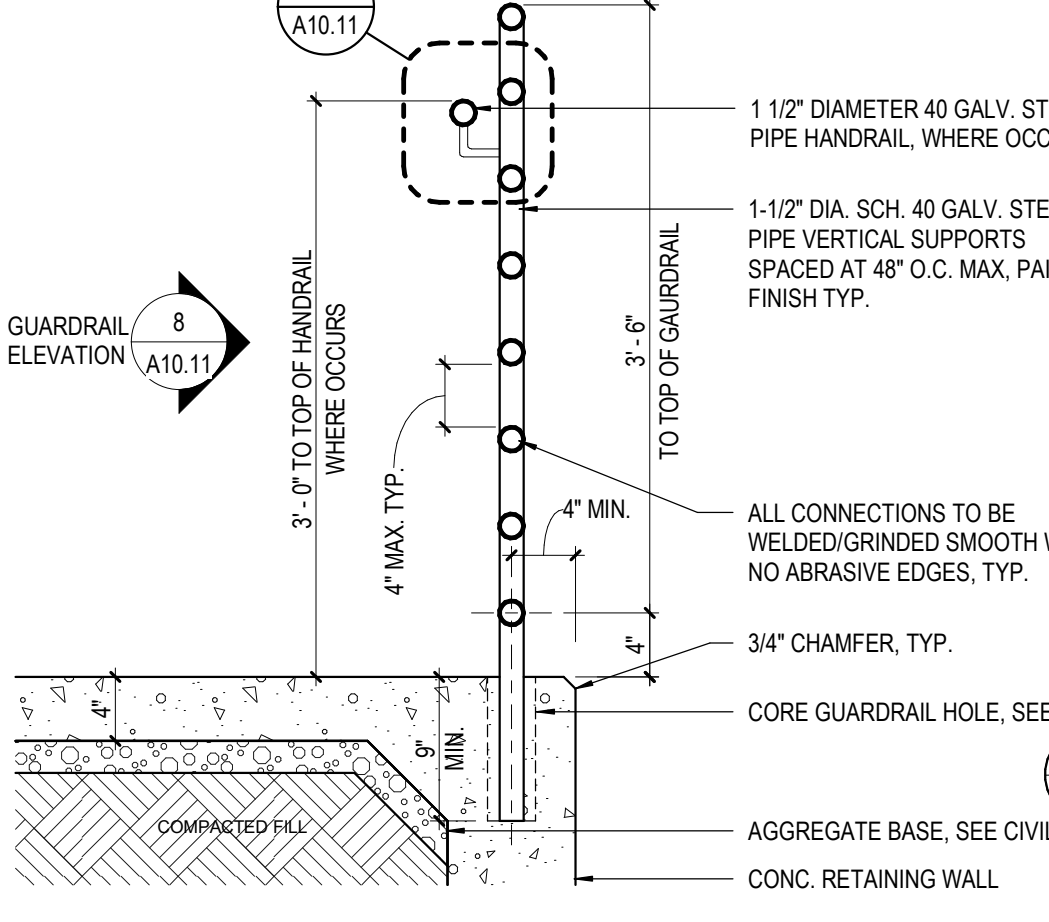 A10.11
1 1/2" DIAMETER 40 GALV. ST
PIPE HANDRAIL, WHERE OCC
1-1/2" DIA. SCH. 40 GALV. STE
PIPE VERTICAL SUPPORTS
SPACED AT 48" O.C. MAX, PAI
FINISH TYP.
GUARDRAIL
ELEVATION
8
A10.11
3' - 0" TO TOP OF HANDRAIL
WHERE OCCURS
3' - 6"
TO TOP OF GAURDRAIL
4" MAX. TYP.
4" MIN.
ALL CONNECTIONS TO BE
WELDED/GRINDED SMOOTH W
NO ABRASIVE EDGES, TYP.
4"
3/4" CHAMFER, TYP.
4"
9"
MIN.
CORE GUARDRAIL HOLE, SEE
COMPACTED FILL
AGGREGATE BASE, SEE CIVIL
CONC. RETAINING WALL